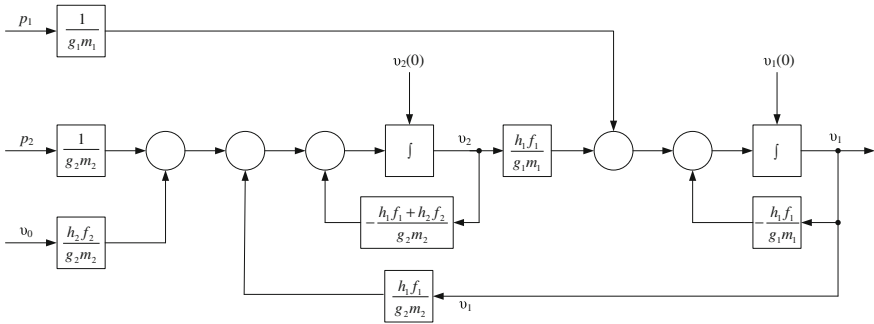 p₁
1
g₁m₁
υ₂(0)
υ₁(0)
p₂
1
g₂m₂
∫
υ₂
h₁f₁
g₁m₁
∫
υ₁
−
h₁f₁ + h₂f₂
g₂m₂
−
h₁f₁
g₁m₁
υ₀
h₂f₂
g₂m₂
h₁f₁
g₂m₂
υ₁